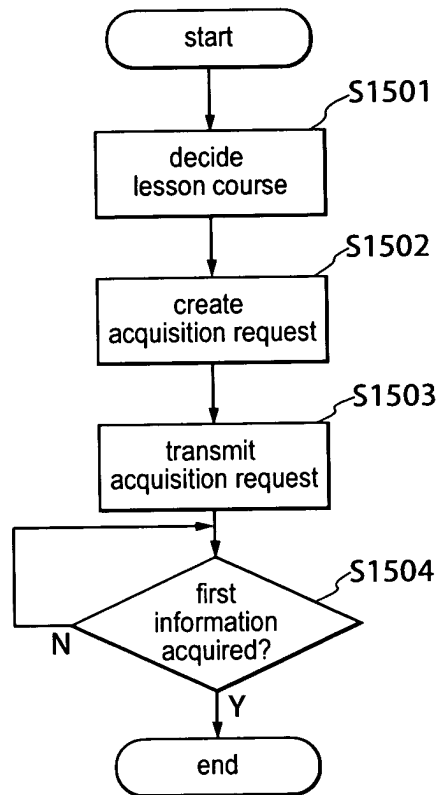 start
S1501
decide
lesson course
S1502
create
acquisition request
S1503
transmit
acquisition request
S1504
first
information
acquired?
N
Y
end